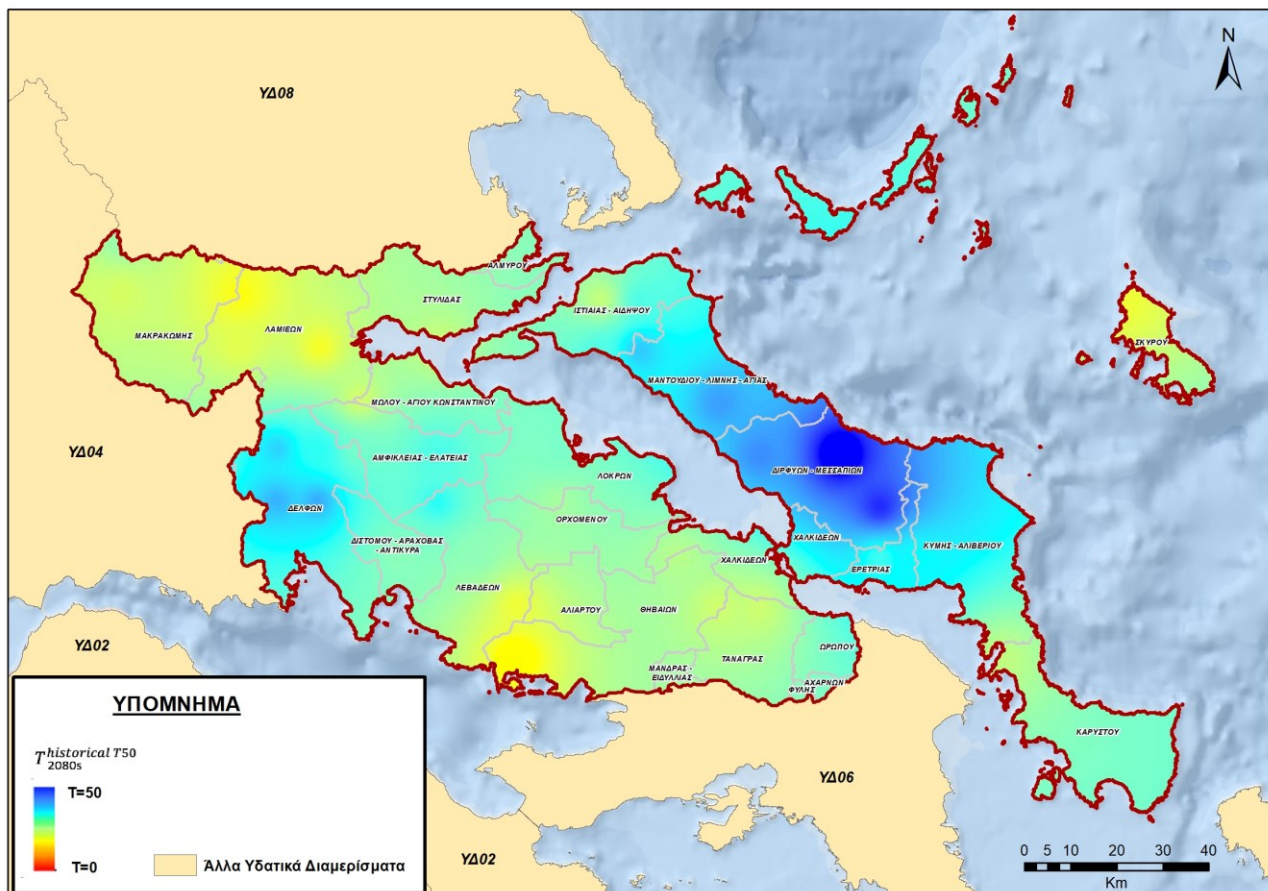 N
ΥΔ08
ΑΛΜΥΡΟΥ
ΣΤΥΛΙΔΑΣ
ΙΣΤΙΑΙΑΣ - ΑΙΔΗΨΟΥ
ΜΑΚΡΑΚΩΜΗΣ
ΛΑΜΙΕΩΝ
ΣΚΥΡΟΥ
ΜΑΝΤΟΥΔΙΟΥ - ΛΙΜΝΗΣ - ΑΓΙΑΣ
ΜΩΛΟΥ - ΑΓΙΟΥ ΚΩΝΣΤΑΝΤΙΝΟΥ
ΥΔ04
ΑΜΦΙΚΛΕΙΑΣ - ΕΛΑΤΕΙΑΣ
ΛΟΚΡΩΝ
ΔΙΡΦΥΩΝ - ΜΕΣΣΑΠΙΩΝ
ΔΕΛΦΩΝ
ΟΡΧΟΜΕΝΟΥ
ΔΙΣΤΟΜΟΥ - ΑΡΑΧΟΒΑΣ
- ΑΝΤΙΚΥΡΑ
ΧΑΛΚΙΔΕΩΝ
ΚΥΜΗΣ - ΑΛΙΒΕΡΙΟΥ
ΧΑΛΚΙΔΕΩΝ
ΕΡΕΤΡΙΑΣ
ΛΕΒΑΔΕΩΝ
ΑΛΙΑΡΤΟΥ
ΘΗΒΑΙΩΝ
ΥΔ02
ΜΑΝΔΡΑΣ -
ΕΙΔΥΛΛΙΑΣ
ΤΑΝΑΓΡΑΣ
ΩΡΩΠΟΥ
ΑΧΑΡΝΩΝ
ΦΥΛΗΣ
ΚΑΡΥΣΤΟΥ
ΥΔ06
ΥΔ02
ΥΠΟΜΝΗΜΑ
T historical T50 2080s
T=50
T=0
Άλλα Υδατικά Διαμερίσματα
0 5 10 20 30 40
Km